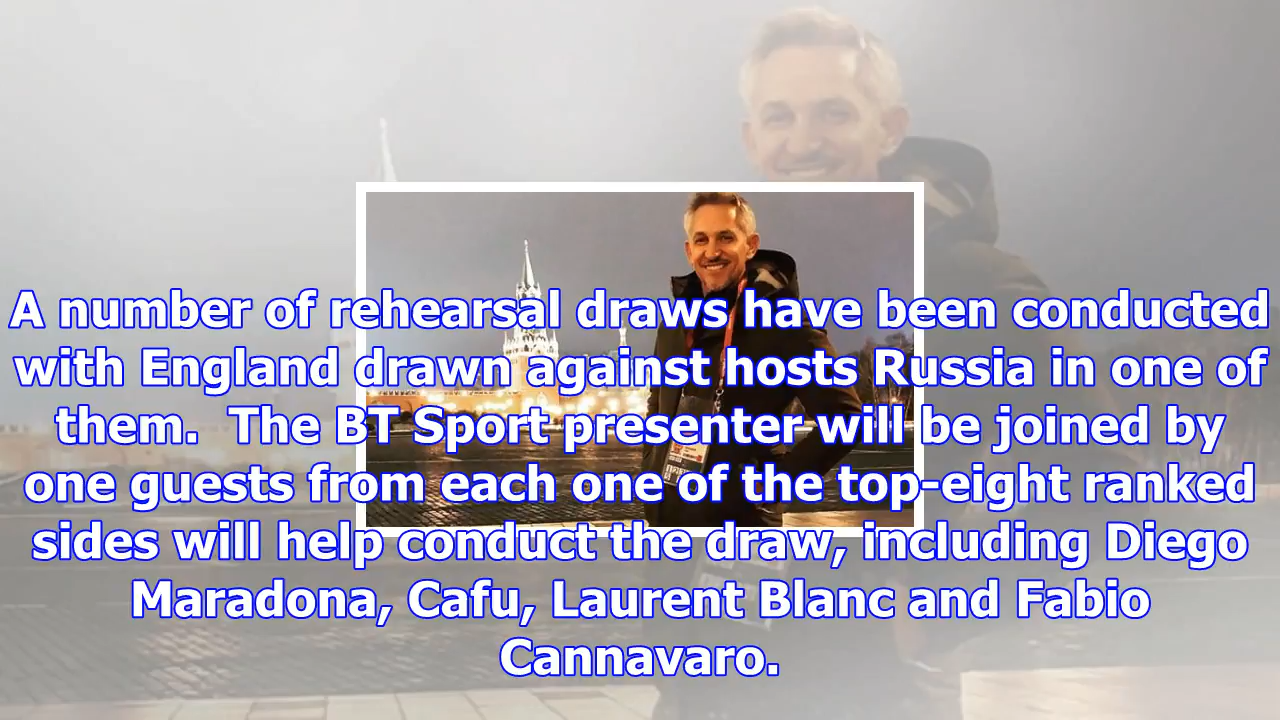 A number of rehearsal draws have been conducted
with England drawn against hosts Russia in one of
them.  The BT Sport presenter will be joined by
one guests from each one of the top-eight ranked
sides will help conduct the draw, including Diego
Maradona, Cafu, Laurent Blanc and Fabio
Cannavaro.